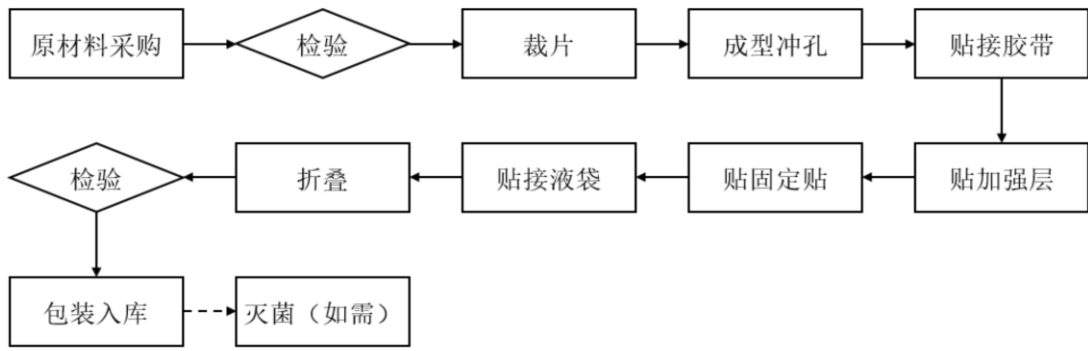 原材料采购
检验
裁片
成型冲孔
贴接胶带
贴加强层
贴固定贴
贴接液袋
折叠
检验
包装入库
灭菌（如需）